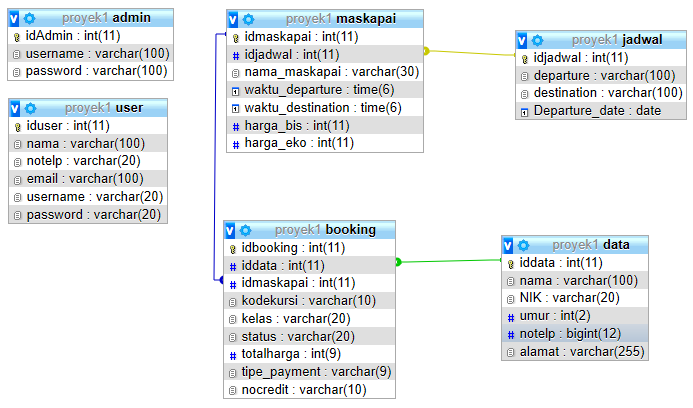 proyek1 admin
idAdmin : int(11)
username : varchar(100)
password : varchar(100)
proyek1 user
iduser : int(11)
nama : varchar(100)
notelp : varchar(20)
email : varchar(100)
username : varchar(20)
password : varchar(20)
proyek1 maskapai
idmaskapai : int(11)
idjadwal : int(11)
nama_maskapai : varchar(30)
waktu_departure : time(6)
waktu_destination : time(6)
harga_bis : int(11)
harga_eko : int(11)
proyek1 jadwal
idjadwal : int(11)
departure : varchar(100)
destination : varchar(100)
Departure_date : date
proyek1 booking
idbooking : int(11)
iddata : int(11)
idmaskapai : int(11)
kodekursi : varchar(10)
kelas : varchar(20)
status : varchar(20)
totalharga : int(9)
tipe_payment : varchar(9)
nocredit : varchar(10)
proyek1 data
iddata : int(11)
nama : varchar(100)
NIK : varchar(20)
umur : int(2)
notelp : bigint(12)
alamat : varchar(255)